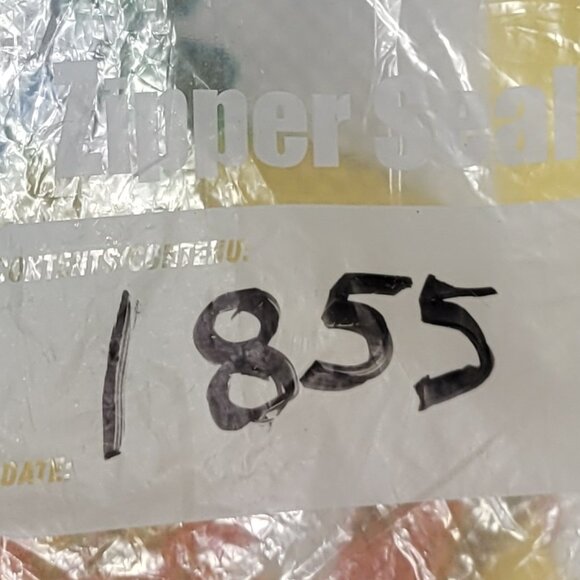 Zipper Seal
CONTENTS/CONTENU:
1855
DATE: